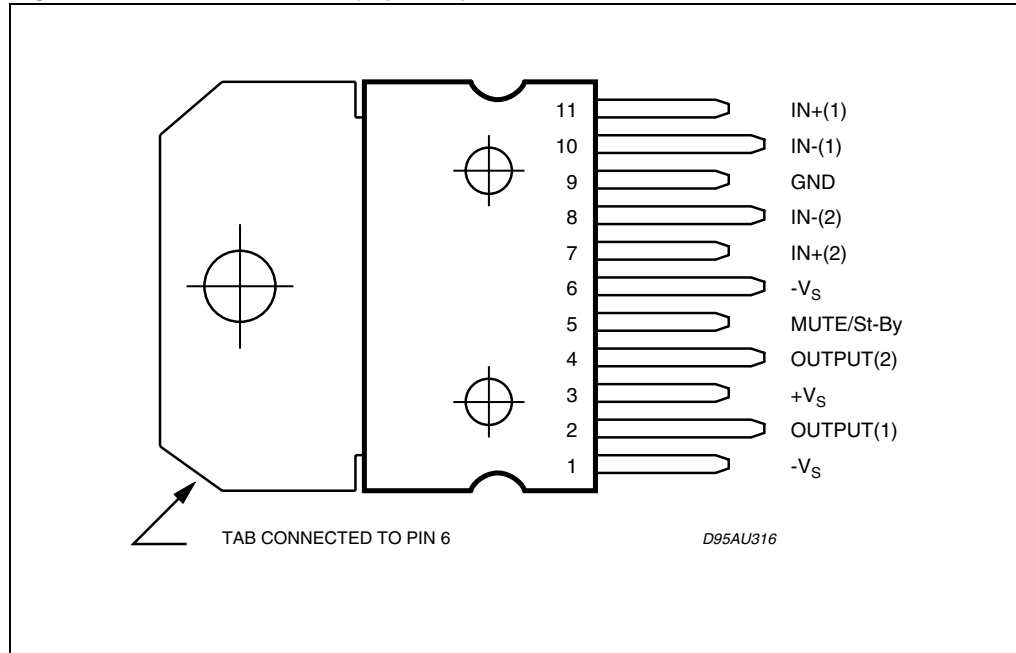 11 IN+(1)
10 IN-(1)
9 GND
8 IN-(2)
7 IN+(2)
6 -VS
5 MUTE/St-By
4 OUTPUT(2)
3 +VS
2 OUTPUT(1)
1 -VS
TAB CONNECTED TO PIN 6
D95AU316